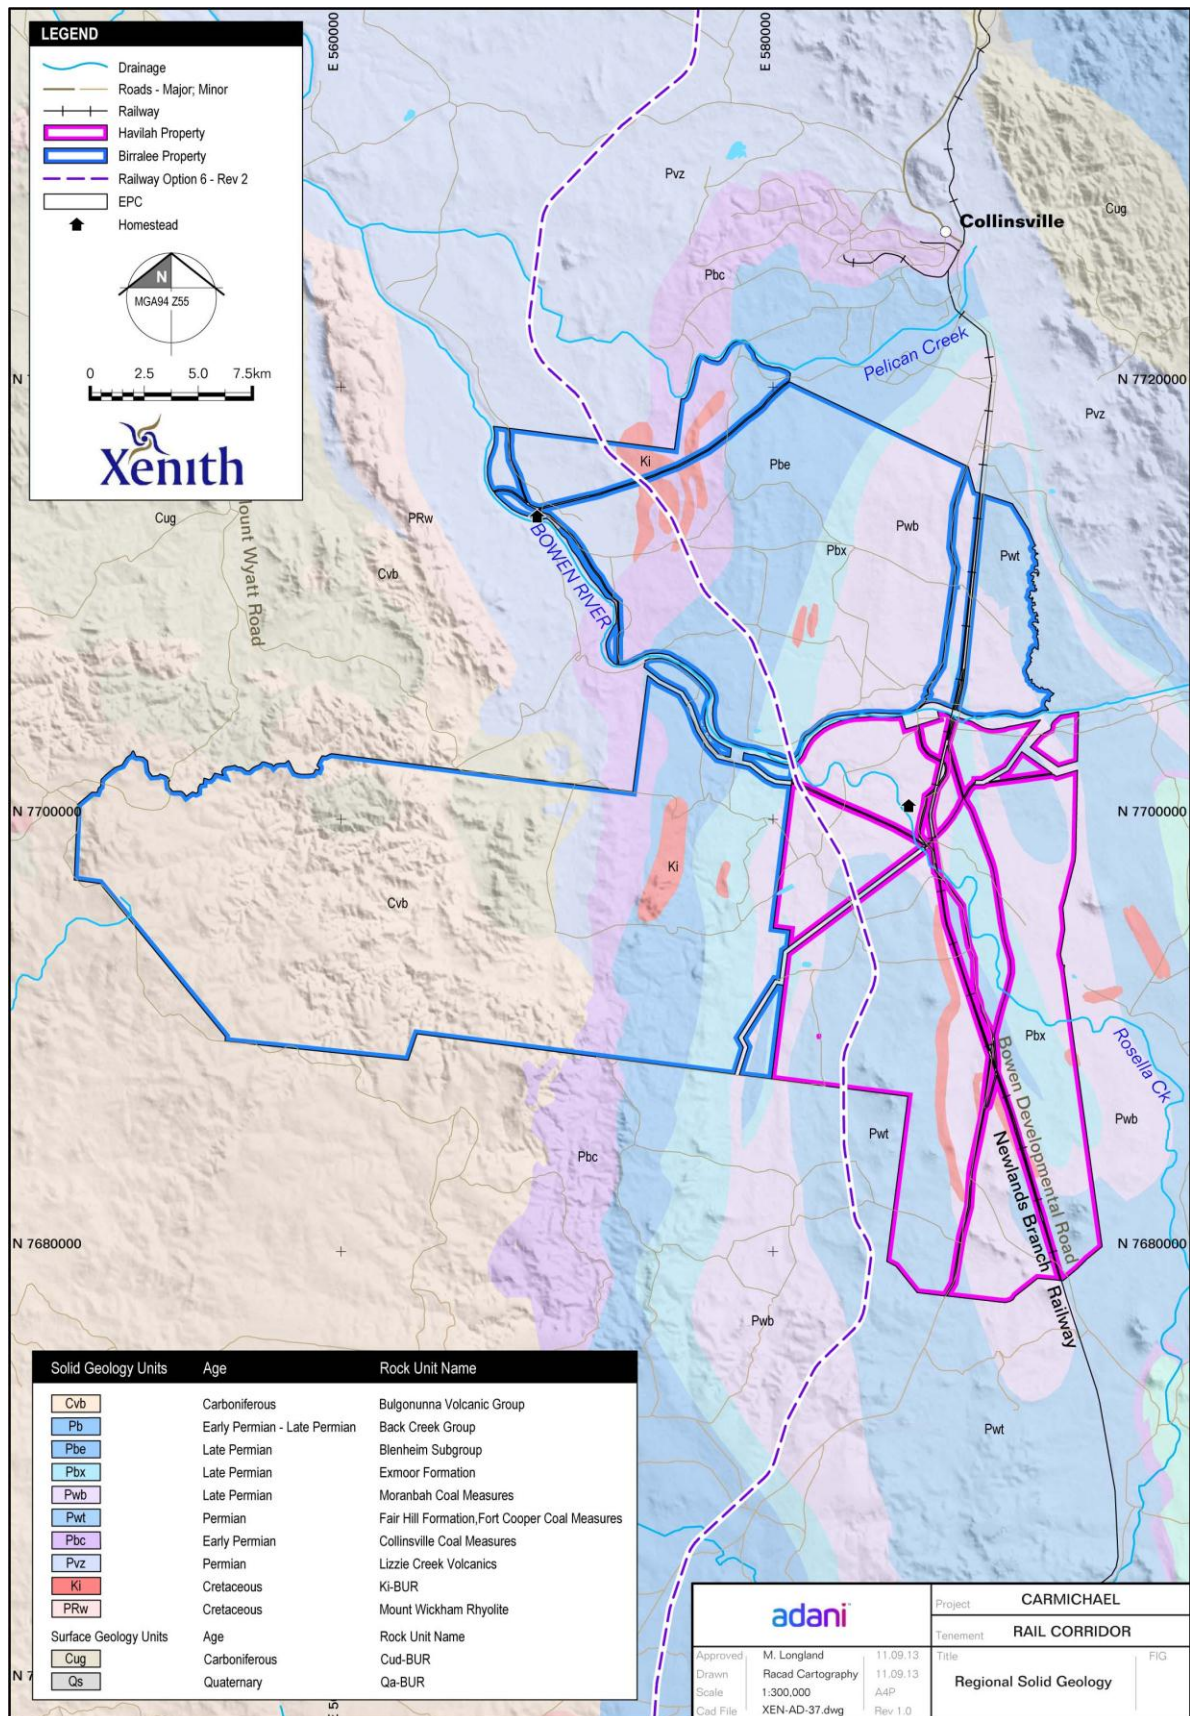 LEGEND
Drainage
Roads - Major; Minor
Railway
Havilah Property
Birralee Property
Railway Option 6 - Rev 2
EPC
Homestead
N
MGA94 Z55
0 2.5 5.0 7.5km
Xenith
E 560000
E 580000
Pvz
Cug
Collinsville
Pbc
Pelican Creek
N 7720000
Pvz
Ki
Pbe
Cug
Mount Wyatt Road
PRw
Cvb
BOWEN RIVER
Pwb
Pbx
Pwt
N 7700000
N 7700000
Ki
Cvb
Pbx
Rosella Ck
Bowen Developmental Road
Newlands Branch Railway
Pwb
Pwt
Pbc
N 7680000
N 7680000
Pwb
Pwt
Solid Geology Units Age Rock Unit Name
Cvb Carboniferous Bulgonunna Volcanic Group
Pb Early Permian - Late Permian Back Creek Group
Pbe Late Permian Blenheim Subgroup
Pbx Late Permian Exmoor Formation
Pwb Late Permian Moranbah Coal Measures
Pwt Permian Fair Hill Formation,Fort Cooper Coal Measures
Pbc Early Permian Collinsville Coal Measures
Pvz Permian Lizzie Creek Volcanics
Ki Cretaceous Ki-BUR
PRw Cretaceous Mount Wickham Rhyolite
Surface Geology Units Age Rock Unit Name
Cug Carboniferous Cud-BUR
Qs Quaternary Qa-BUR
adani
Project CARMICHAEL
Tenement RAIL CORRIDOR
Approved M. Longland 11.09.13
Drawn Racad Cartography 11.09.13
Scale 1:300,000 A4P
Cad File XEN-AD-37.dwg Rev 1.0
Title FIG
Regional Solid Geology